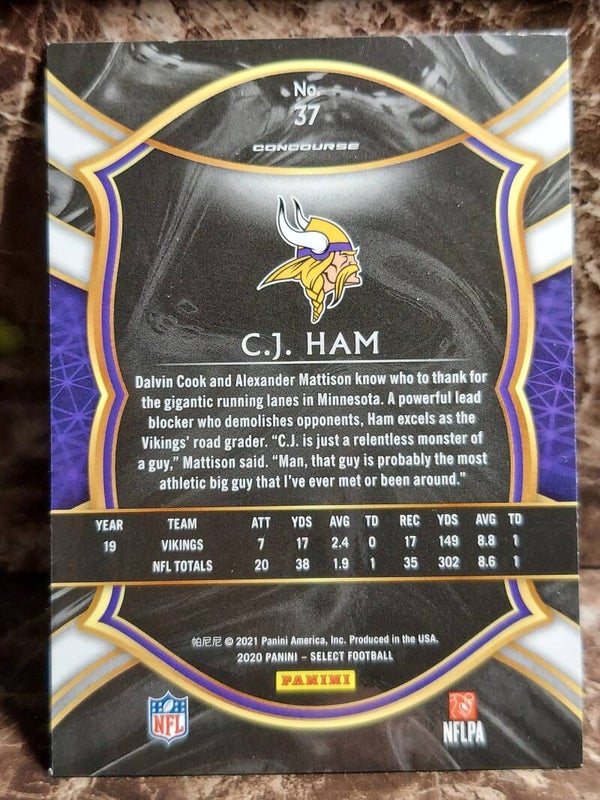 No.
37
CONCOURSE
C.J. HAM
Dalvin Cook and Alexander Mattison know who to thank for
the gigantic running lanes in Minnesota. A powerful lead
blocker who demolishes opponents, Ham excels as the
Vikings' road grader. “C.J. is just a relentless monster of
a guy,” Mattison said. “Man, that guy is probably the most
athletic big guy that I've ever met or been around.”
YEAR TEAM ATT YDS AVG TD REC YDS AVG TD
19 VIKINGS 7 17 2.4 0 17 149 8.8 1
NFL TOTALS 20 38 1.9 1 35 302 8.6 1
帕尼尼 © 2021 Panini America, Inc. Produced in the USA.
2020 PANINI – SELECT FOOTBALL
PANINI
NFL
NFLPA